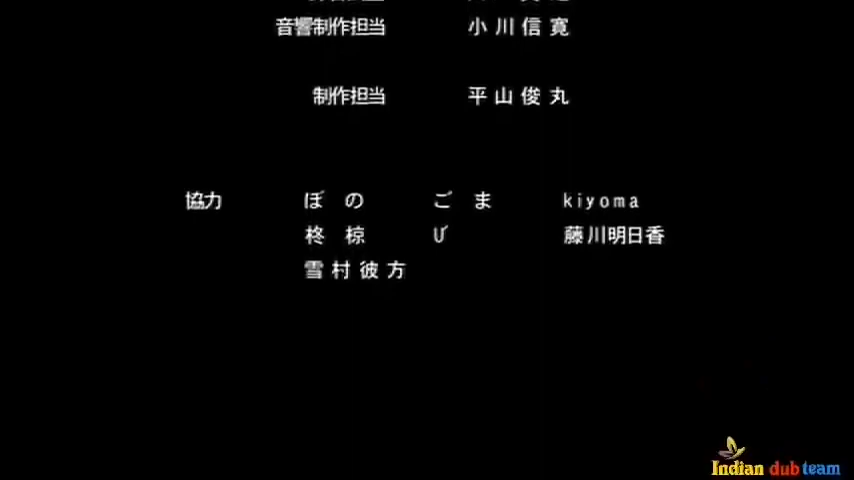 音響制作担当 小川信寛
制作担当 平山俊丸
協力 ぼの ごま kiyoma
柊椋 び 藤川明日香
雪村彼方
Indian dub team